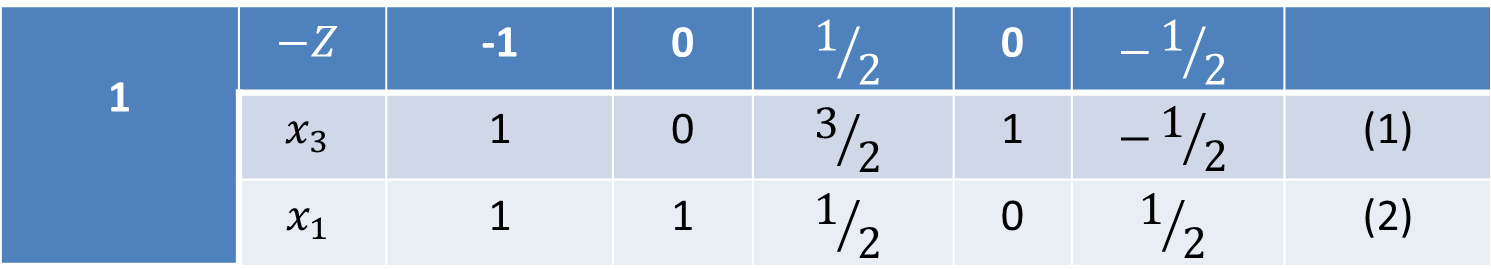 1 −Z -1 0 1/2 0 − 1/2
x₃ 1 0 3/2 1 − 1/2 (1)
x₁ 1 1 1/2 0 1/2 (2)